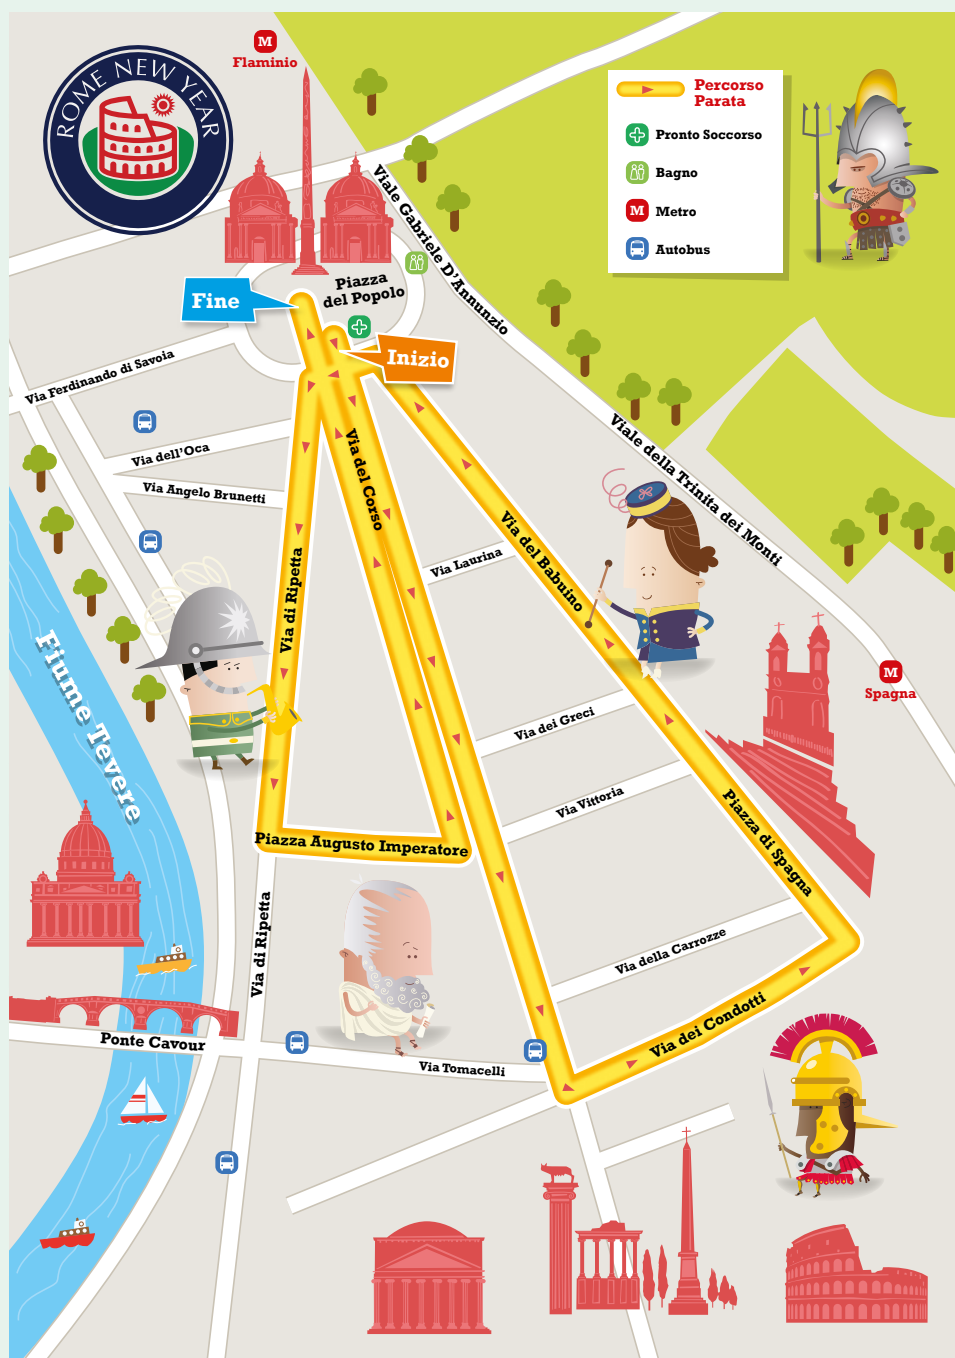 ROME NEW YEAR
M
Flaminio
Percorso
Parata
Pronto Soccorso
Bagno
M
Metro
Autobus
Viale Gabriele D'Annunzio
Piazza
del Popolo
Fine
Inizio
Via Ferdinando di Savoia
Via dell'Oca
Via Angelo Brunetti
Via del Corso
Viale della Trinita dei Monti
Via del Babuino
Via Laurina
Via di Ripetta
Fiume Tevere
M
Spagna
Via dei Greci
Via Vittoria
Piazza di Spagna
Piazza Augusto Imperatore
Via di Ripetta
Via della Carrozze
Via dei Condotti
Ponte Cavour
Via Tomacelli